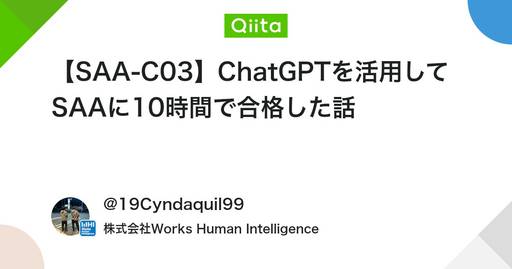 Qiita
【SAA-C03】ChatGPTを活用して
SAAに10時間で合格した話
@19Cyndaquil99
WHI
株式会社Works Human Intelligence